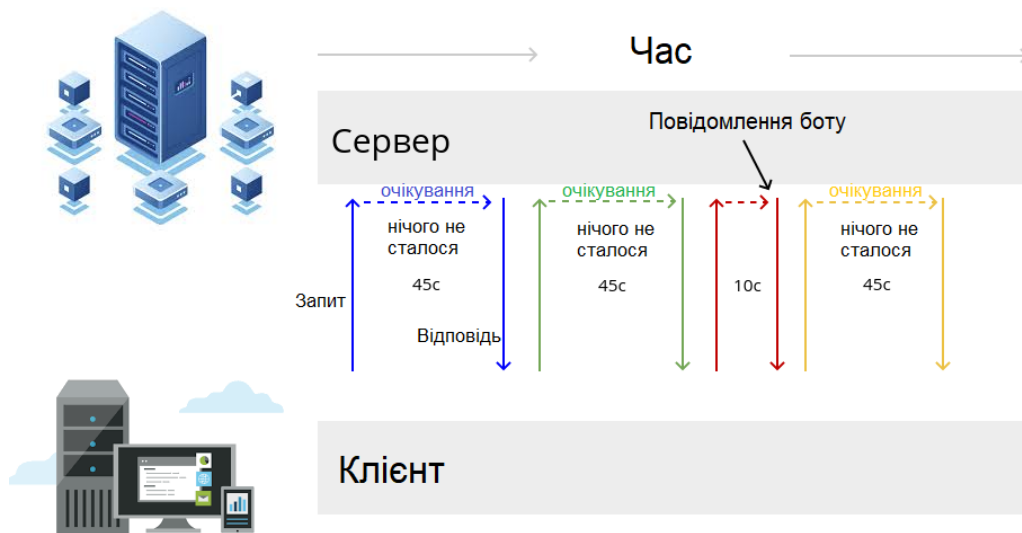 Час
Повідомлення боту
Сервер
очікування
очікування
очікування
нічого не
сталося
нічого не
сталося
нічого не
сталося
45с
45с
10с
45с
Запит
Відповідь
Клієнт